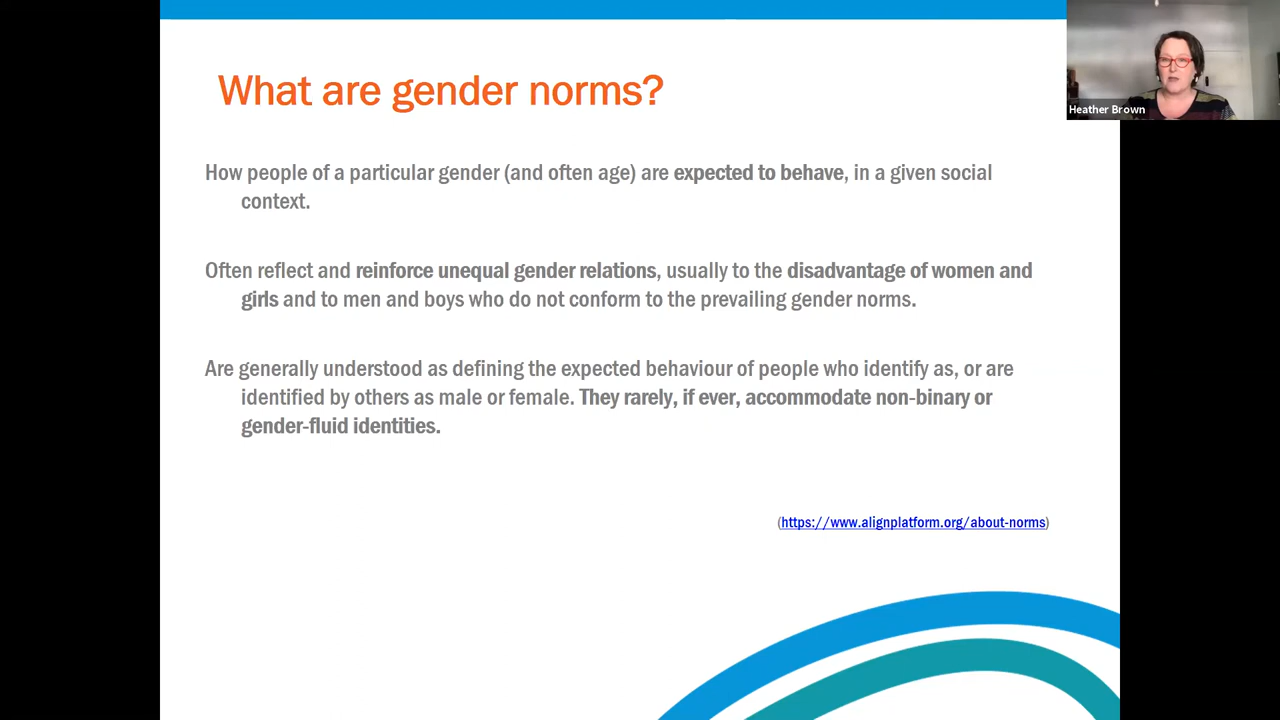 What are gender norms?
Heather Brown
How people of a particular gender (and often age) are expected to behave, in a given social
context.
Often reflect and reinforce unequal gender relations, usually to the disadvantage of women and
girls and to men and boys who do not conform to the prevailing gender norms.
Are generally understood as defining the expected behaviour of people who identify as, or are
identified by others as male or female. They rarely, if ever, accommodate non-binary or
gender-fluid identities.
(https://www.alignplatform.org/about-norms)